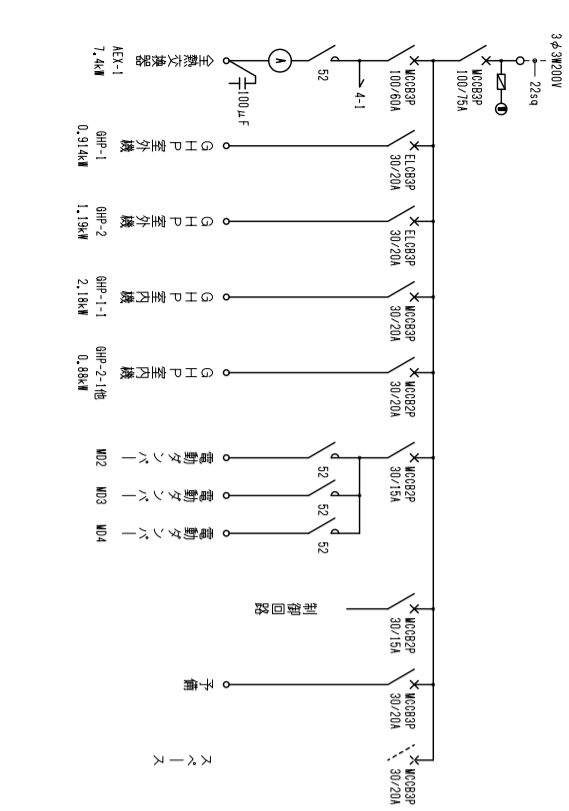 3φ3W200V
22sq
MCCB3P
100/75A
MCCB3P
100/60A
4-1
52
A
100μF
全熱交換器
AEX-1
7.4kW
ELCB3P
30/20A
GHP室外機
GHP-1
0.914kW
ELCB3P
30/20A
GHP室外機
GHP-2
1.19kW
MCCB3P
30/20A
GHP室内機
GHP-1-1
2.18kW
MCCB2P
30/20A
GHP室内機
GHP-2-1他
0.88kW
MCCB2P
30/15A
52
電動ダンパー
MD2
52
電動ダンパー
MD3
52
電動ダンパー
MD4
MCCB2P
30/15A
制御回路
MCCB3P
30/20A
予備
MCCB3P
30/20A
スペース